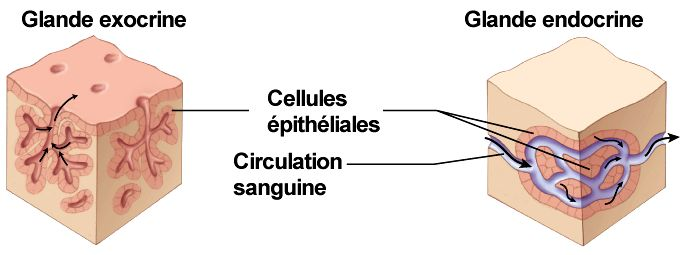 Glande exocrine
Glande endocrine
Cellules
épithéliales
Circulation
sanguine